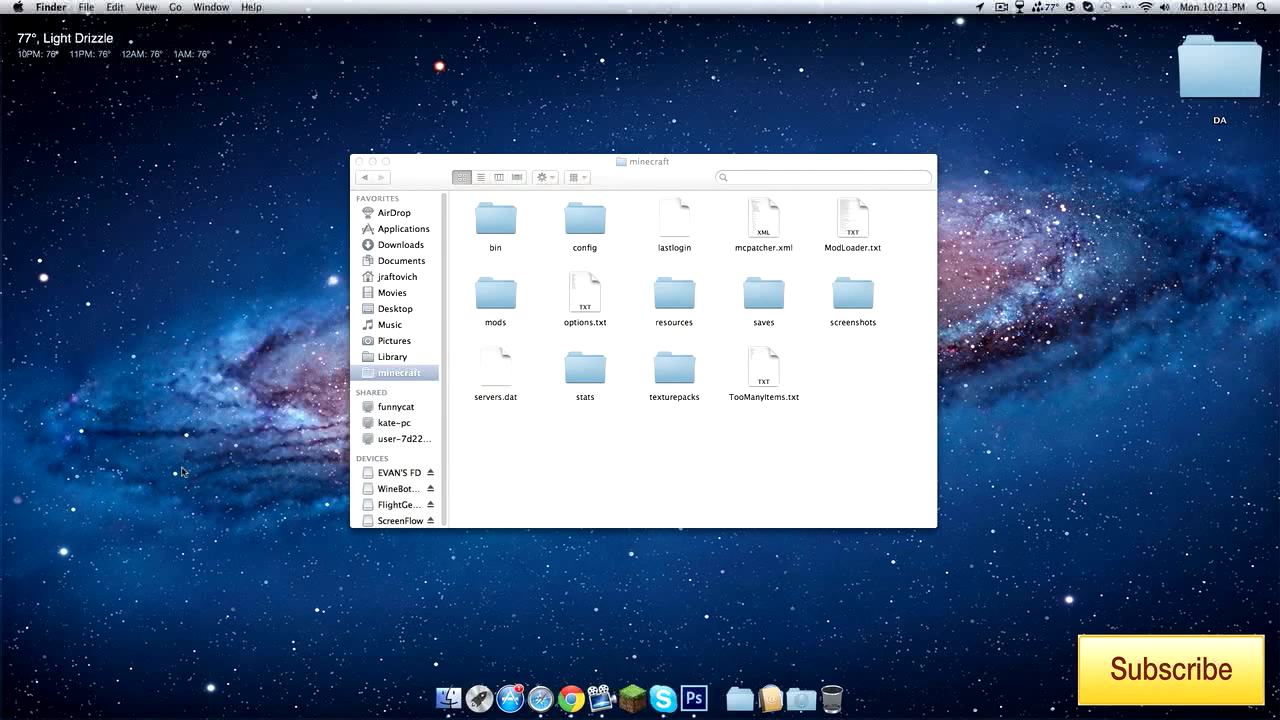 Finder File Edit View Go Window Help 77° Mon 10:21 PM
77°, Light Drizzle
10PM: 76° 11PM: 76° 12AM: 76° 1AM: 76°
DA
minecraft
FAVORITES
AirDrop
Applications
Downloads
Documents
jraftovich
Movies
Desktop
Music
Pictures
Library
minecraft
SHARED
funnycat
kate-pc
user-7d22...
DEVICES
EVAN'S FD
WineBot...
FlightGe...
ScreenFlow
XML TXT
bin config lastlogin mcpatcher.xml ModLoader.txt
TXT
mods options.txt resources saves screenshots
TXT
servers.dat stats texturepacks TooManyItems.txt
Subscribe
Ps